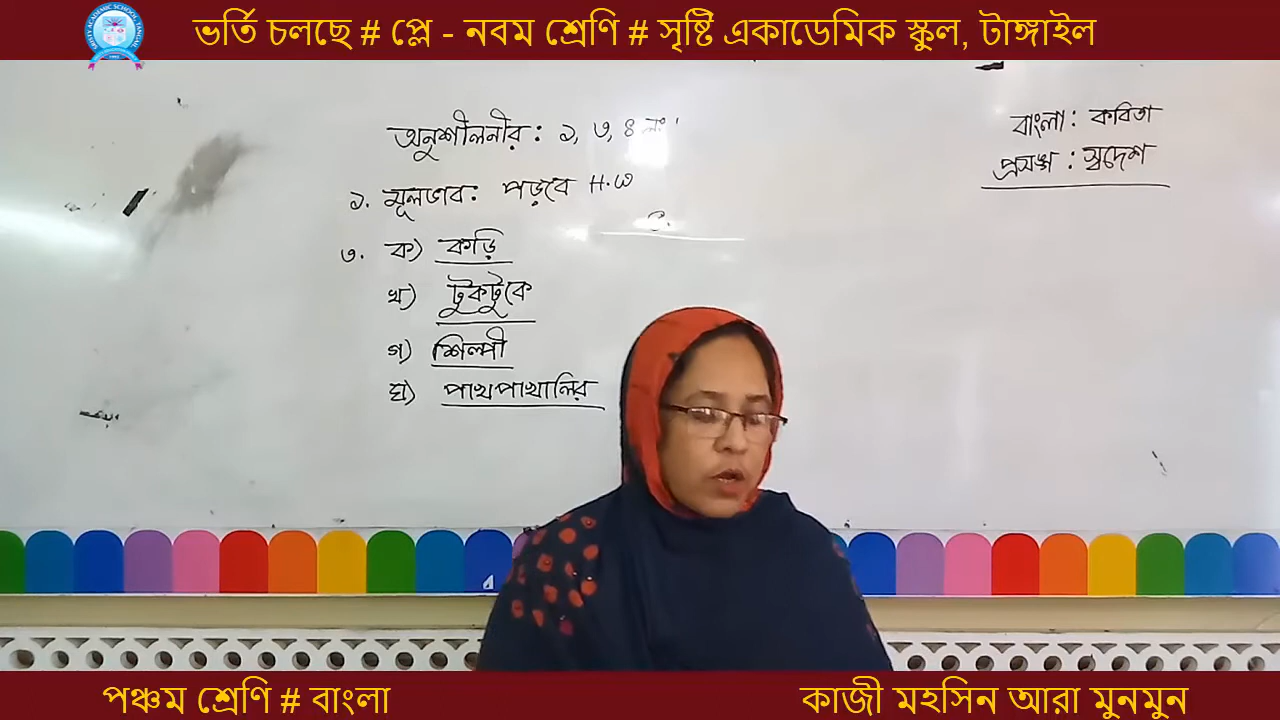 ভর্তি চলছে # প্লে - নবম শ্রেণি # সৃষ্টি একাডেমিক স্কুল, টাঙ্গাইল
অনুশীলনীর: ১, ৩, ৪ নং
বাংলা: কবিতা
প্রসঙ্গ: স্বদেশ
১. মূলভাব: পড়বে H.W
৩. ক) কড়ি
খ) টুকটুকে
গ) শিল্পী
ঘ) পাখপাখালির
পঞ্চম শ্রেণি # বাংলা
কাজী মহসিন আরা মুনমুন